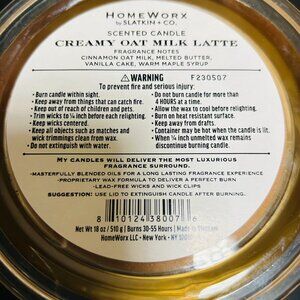 HOMEWORX
by SLATKIN + CO.
SCENTED CANDLE
CREAMY OAT MILK LATTE
FRAGRANCE NOTES
CINNAMON OAT MILK, MELTED BUTTER,
VANILLA CAKE, WARM MAPLE SYRUP
WARNING
F230507
To prevent fire and serious injury:
• Burn candle within sight.
• Keep away from things that can catch fire.
• Keep out of reach of children and pets.
• Trim wicks to ¼ inch before each relight.
• Keep wicks centered.
• Keep all objects such as matches and
wick trimmings clean from wax pool.
• Do not extinguish with water.
• Do not burn candle for more than
4 HOURS at a time.
• Allow the wax to cool before relighting.
• Burn on heat resistant surface.
• Keep away from drafts.
• Container may be hot when the candle is lit.
• When ¼ inch unmelted wax remains
discontinue burning candle.
MY CANDLES WILL DELIVER THE MOST LUXURIOUS
FRAGRANCE SURROUND.
-MASTERFULLY BLENDED OILS FOR A LONG LASTING FRAGRANCE EXPERIENCE
-PROPRIETARY WAX FORMULA TO DELIVER A PERFECT BURN
-LEAD-FREE WICKS AND WICK CLIPS
SUGGESTION: USE LID TO EXTINGUISH CANDLE AFTER BURNING.
8 10124 38007 6
Net Wt 18 oz / 510 g | Burns 30-55 Hours | Made in Vietnam
HomeWorx LLC • New York • NY 10010